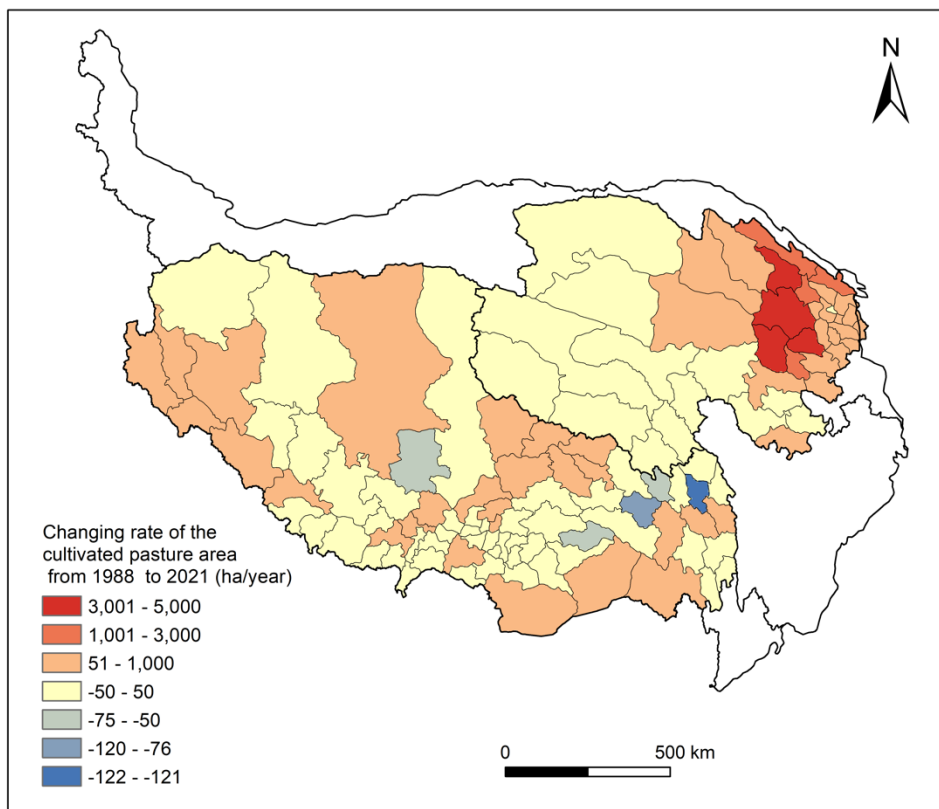 N
Changing rate of the
cultivated pasture area
from 1988 to 2021 (ha/year)
3,001 - 5,000
1,001 - 3,000
51 - 1,000
-50 - 50
-75 - -50
-120 - -76
-122 - -121
0 500 km